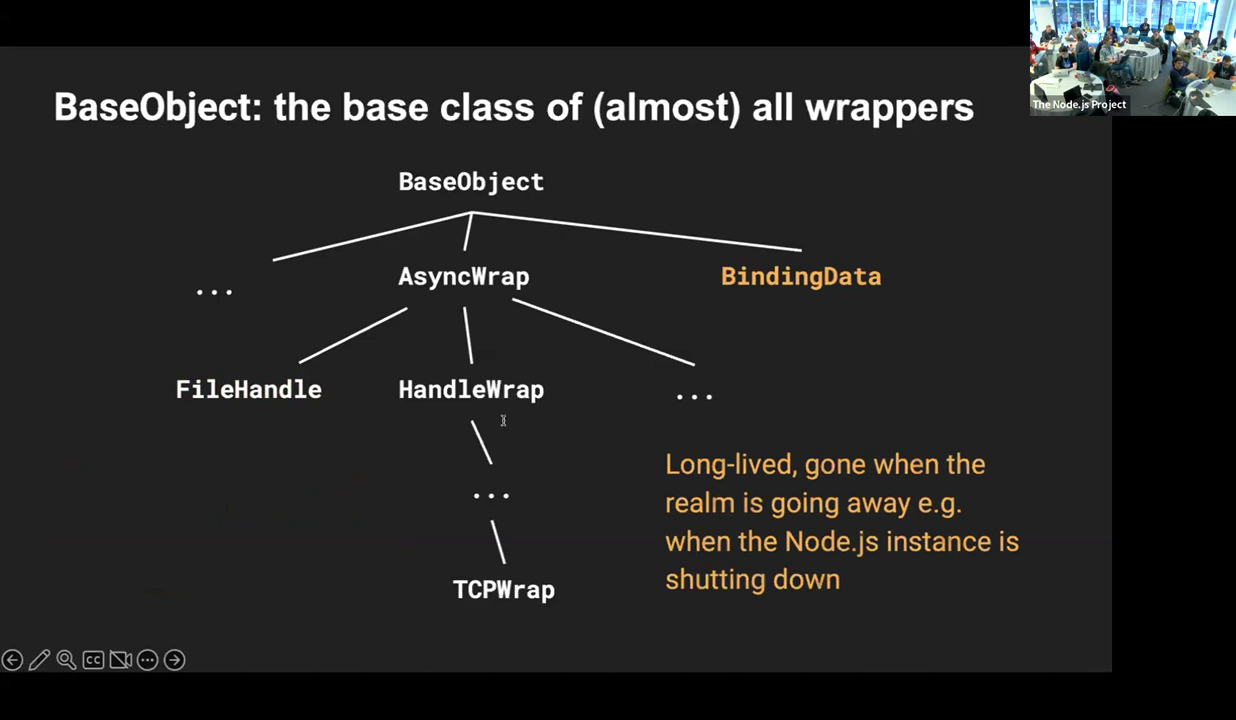 BaseObject: the base class of (almost) all wrappers
The Node.js Project
BaseObject
... AsyncWrap BindingData
FileHandle HandleWrap ...
Long-lived, gone when the
realm is going away e.g.
...
when the Node.js instance is
shutting down
TCPWrap
CC